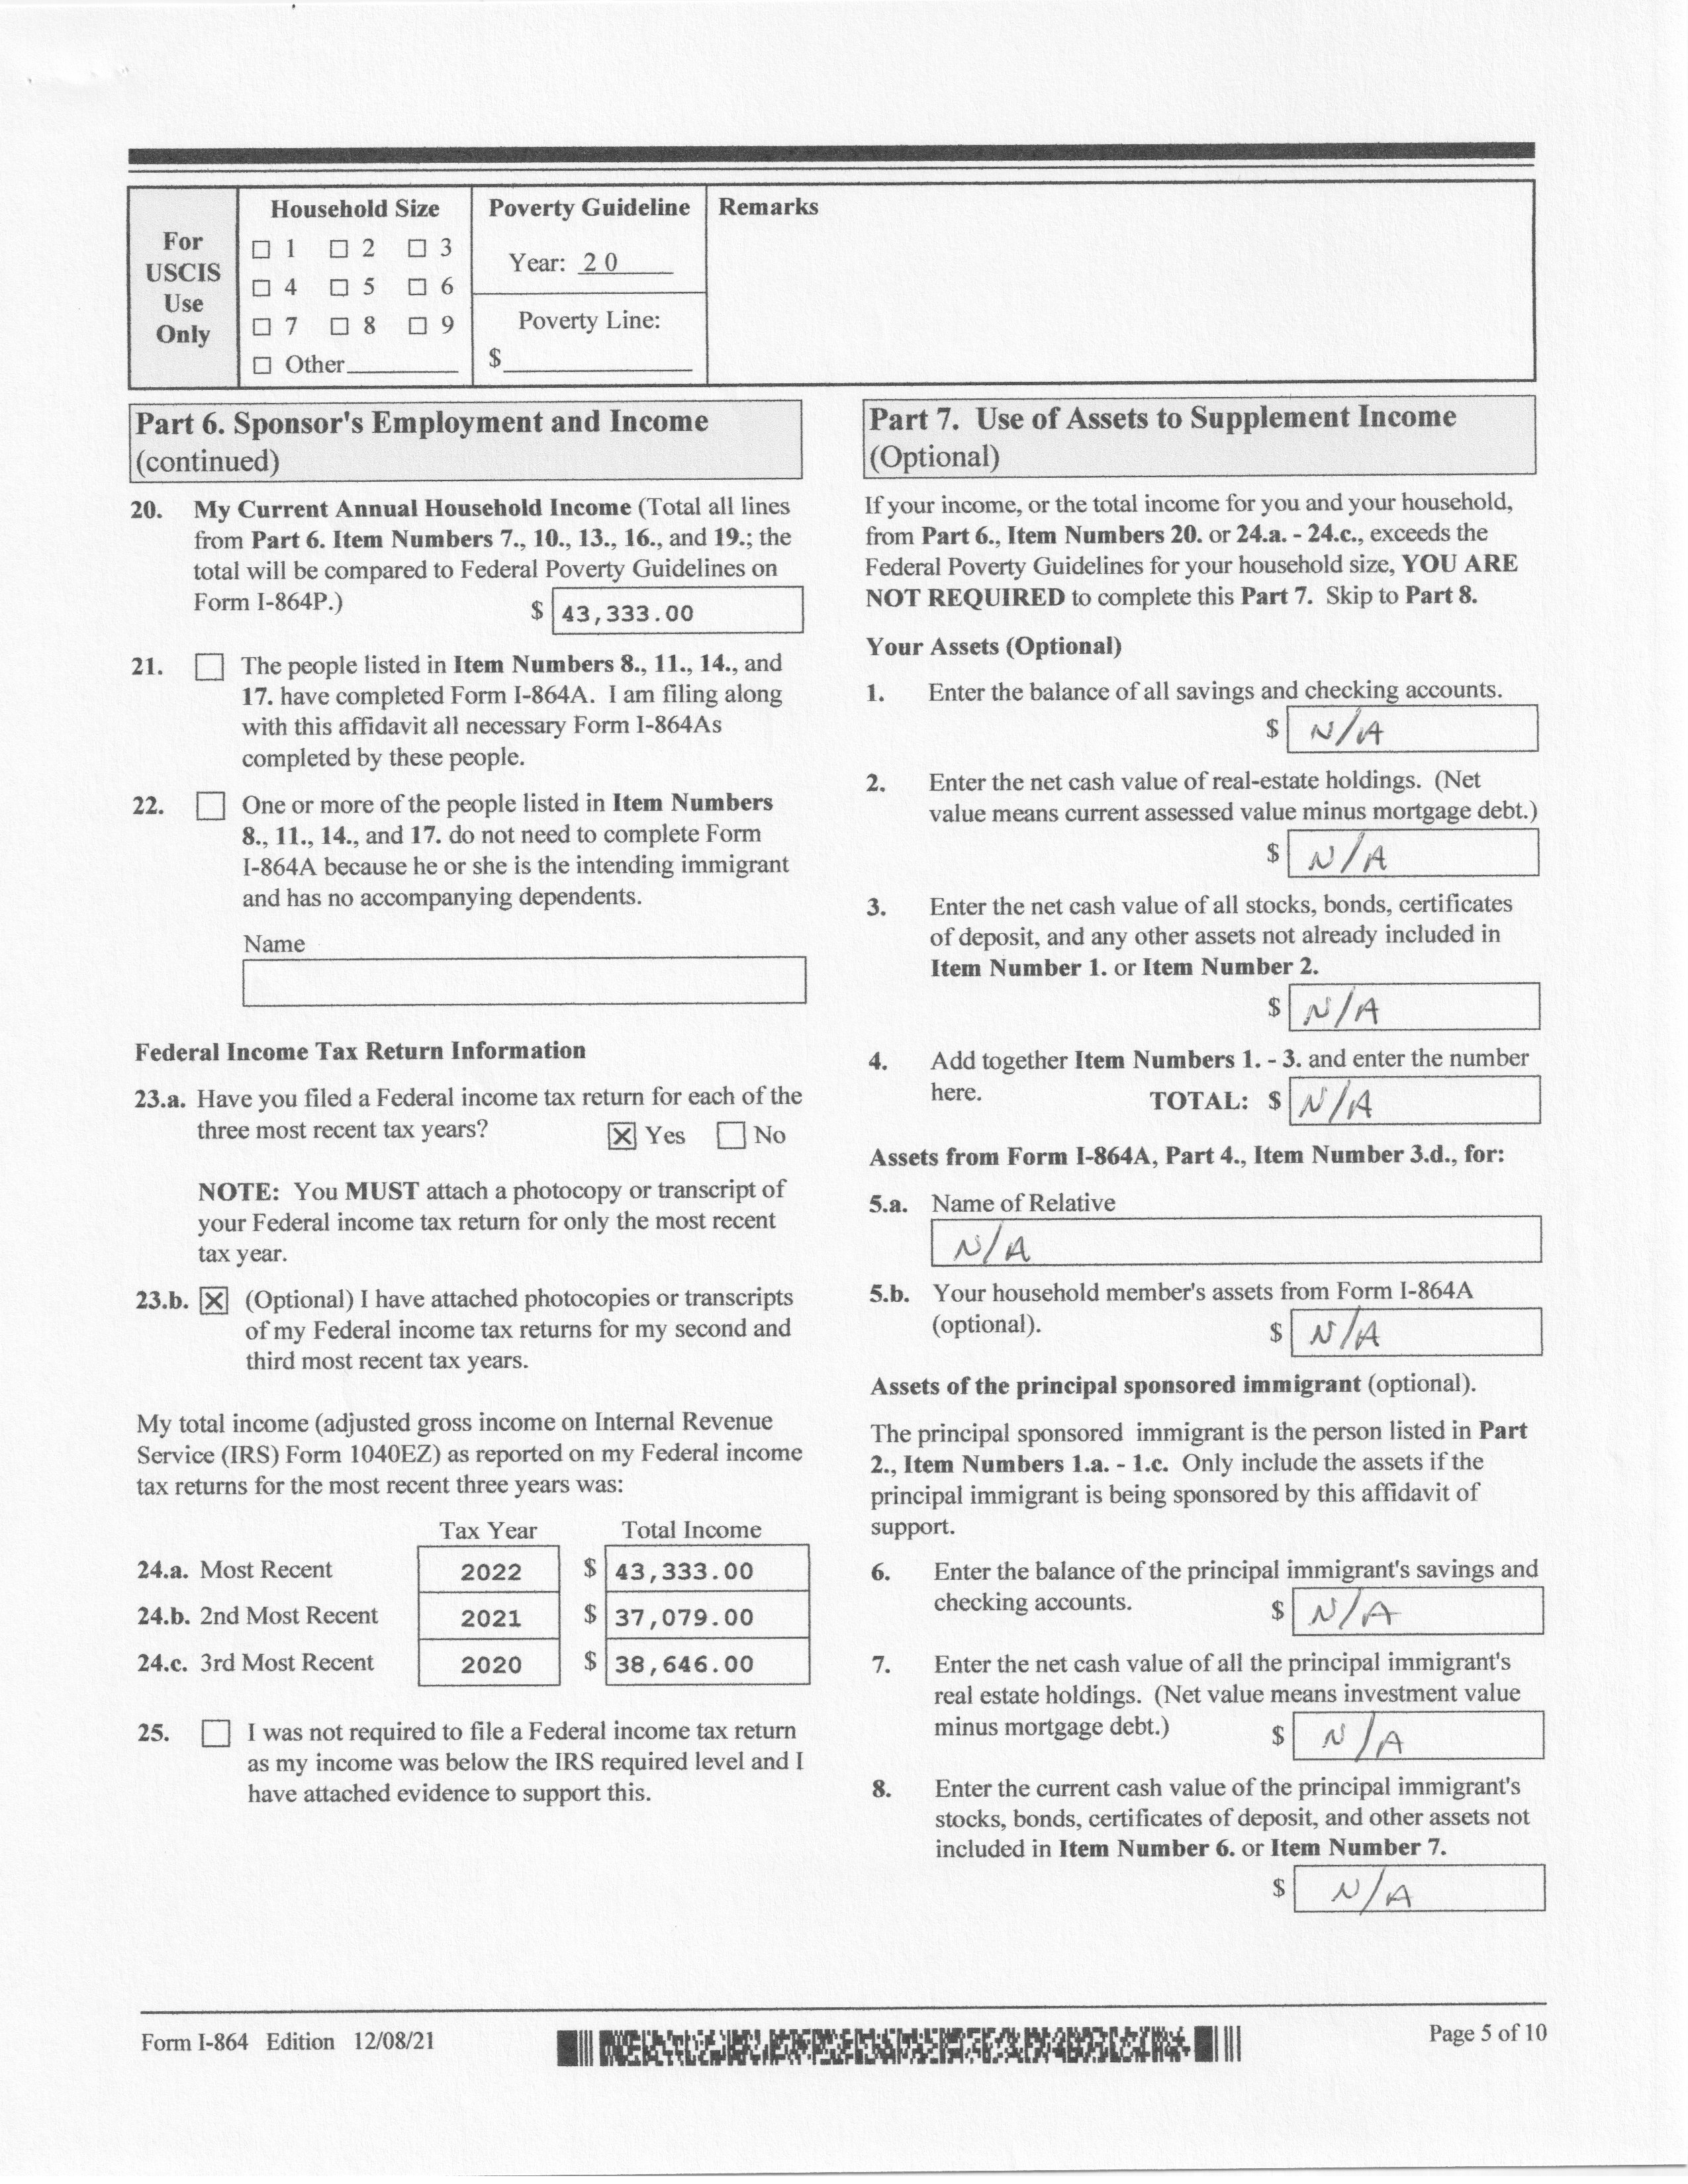 For
USCIS
Use
Only
Household Size
☐ 1 ☐ 2 ☐ 3
☐ 4 ☐ 5 ☐ 6
☐ 7 ☐ 8 ☐ 9
☐ Other
Poverty Guideline
Year: 2 0
Poverty Line:
$
Remarks
Part 6. Sponsor's Employment and Income
(continued)
20. My Current Annual Household Income (Total all lines
from Part 6. Item Numbers 7., 10., 13., 16., and 19.; the
total will be compared to Federal Poverty Guidelines on
Form I-864P.) $ 43,333.00
21. ☐ The people listed in Item Numbers 8., 11., 14., and
17. have completed Form I-864A. I am filing along
with this affidavit all necessary Form I-864As
completed by these people.
22. ☐ One or more of the people listed in Item Numbers
8., 11., 14., and 17. do not need to complete Form
I-864A because he or she is the intending immigrant
and has no accompanying dependents.
Name
Federal Income Tax Return Information
23.a. Have you filed a Federal income tax return for each of the
three most recent tax years? ☒ Yes ☐ No
NOTE: You MUST attach a photocopy or transcript of
your Federal income tax return for only the most recent
tax year.
23.b. ☒ (Optional) I have attached photocopies or transcripts
of my Federal income tax returns for my second and
third most recent tax years.
My total income (adjusted gross income on Internal Revenue
Service (IRS) Form 1040EZ) as reported on my Federal income
tax returns for the most recent three years was:
Tax Year Total Income
24.a. Most Recent 2022 $ 43,333.00
24.b. 2nd Most Recent 2021 $ 37,079.00
24.c. 3rd Most Recent 2020 $ 38,646.00
25. ☐ I was not required to file a Federal income tax return
as my income was below the IRS required level and I
have attached evidence to support this.
Part 7. Use of Assets to Supplement Income
(Optional)
If your income, or the total income for you and your household,
from Part 6., Item Numbers 20. or 24.a. - 24.c., exceeds the
Federal Poverty Guidelines for your household size, YOU ARE
NOT REQUIRED to complete this Part 7. Skip to Part 8.
Your Assets (Optional)
1. Enter the balance of all savings and checking accounts.
$ N/A
2. Enter the net cash value of real-estate holdings. (Net
value means current assessed value minus mortgage debt.)
$ N/A
3. Enter the net cash value of all stocks, bonds, certificates
of deposit, and any other assets not already included in
Item Number 1. or Item Number 2.
$ N/A
4. Add together Item Numbers 1. - 3. and enter the number
here. TOTAL: $ N/A
Assets from Form I-864A, Part 4., Item Number 3.d., for:
5.a. Name of Relative
N/A
5.b. Your household member's assets from Form I-864A
(optional). $ N/A
Assets of the principal sponsored immigrant (optional).
The principal sponsored immigrant is the person listed in Part
2., Item Numbers 1.a. - 1.c. Only include the assets if the
principal immigrant is being sponsored by this affidavit of
support.
6. Enter the balance of the principal immigrant's savings and
checking accounts. $ N/A
7. Enter the net cash value of all the principal immigrant's
real estate holdings. (Net value means investment value
minus mortgage debt.) $ N/A
8. Enter the current cash value of the principal immigrant's
stocks, bonds, certificates of deposit, and other assets not
included in Item Number 6. or Item Number 7.
$ N/A
Form I-864 Edition 12/08/21
Page 5 of 10